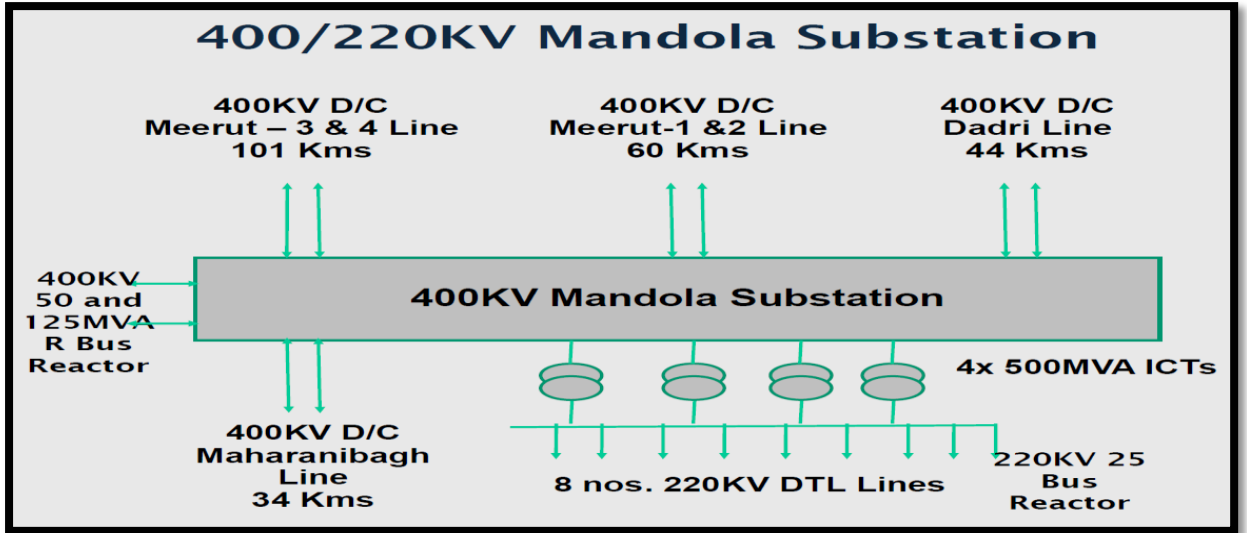 400/220KV Mandola Substation
400KV D/C
Meerut – 3 & 4 Line
101 Kms
400KV D/C
Meerut-1 &2 Line
60 Kms
400KV D/C
Dadri Line
44 Kms
400KV
50 and
125MVA
R Bus
Reactor
400KV Mandola Substation
4x 500MVA ICTs
400KV D/C
Maharanibagh
Line
34 Kms
8 nos. 220KV DTL Lines
220KV 25
Bus
Reactor